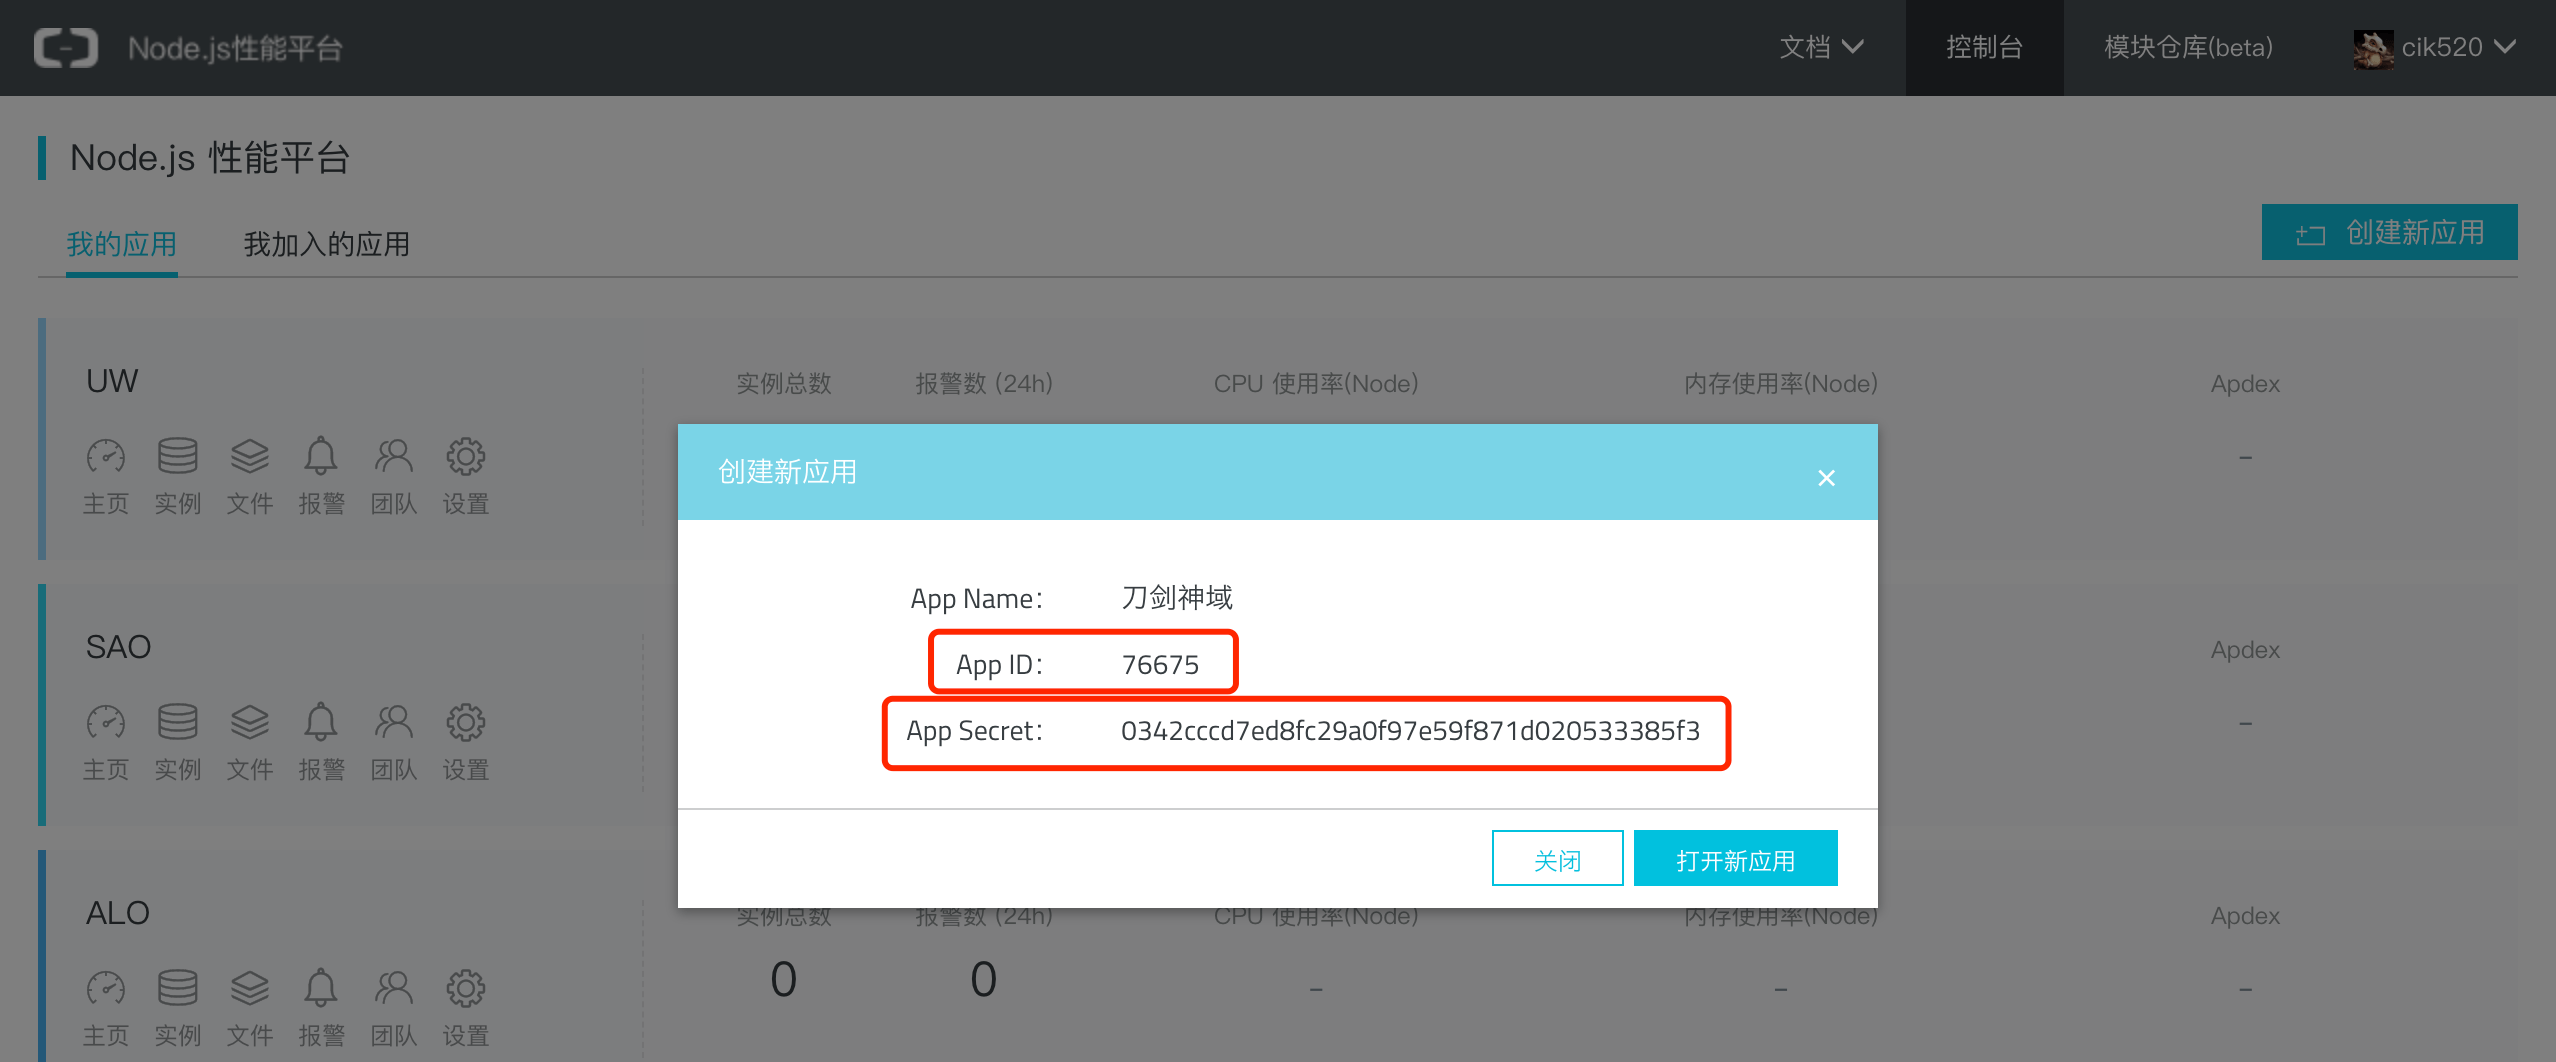 Node.js性能平台
文档 控制台 模块仓库(beta) cik520
Node.js 性能平台
我的应用 我加入的应用 创建新应用
UW
实例总数 报警数 (24h) CPU 使用率(Node) 内存使用率(Node) Apdex
-
主页 实例 文件 报警 团队 设置
创建新应用
App Name: 刀剑神域
App ID: 76675
App Secret: 0342cccd7ed8fc29a0f97e59f871d020533385f3
关闭 打开新应用
SAO
Apdex
-
主页 实例 文件 报警 团队 设置
ALO
实例总数 报警数 (24h) CPU 使用率(Node) 内存使用率(Node) Apdex
0 0 - - -
主页 实例 文件 报警 团队 设置